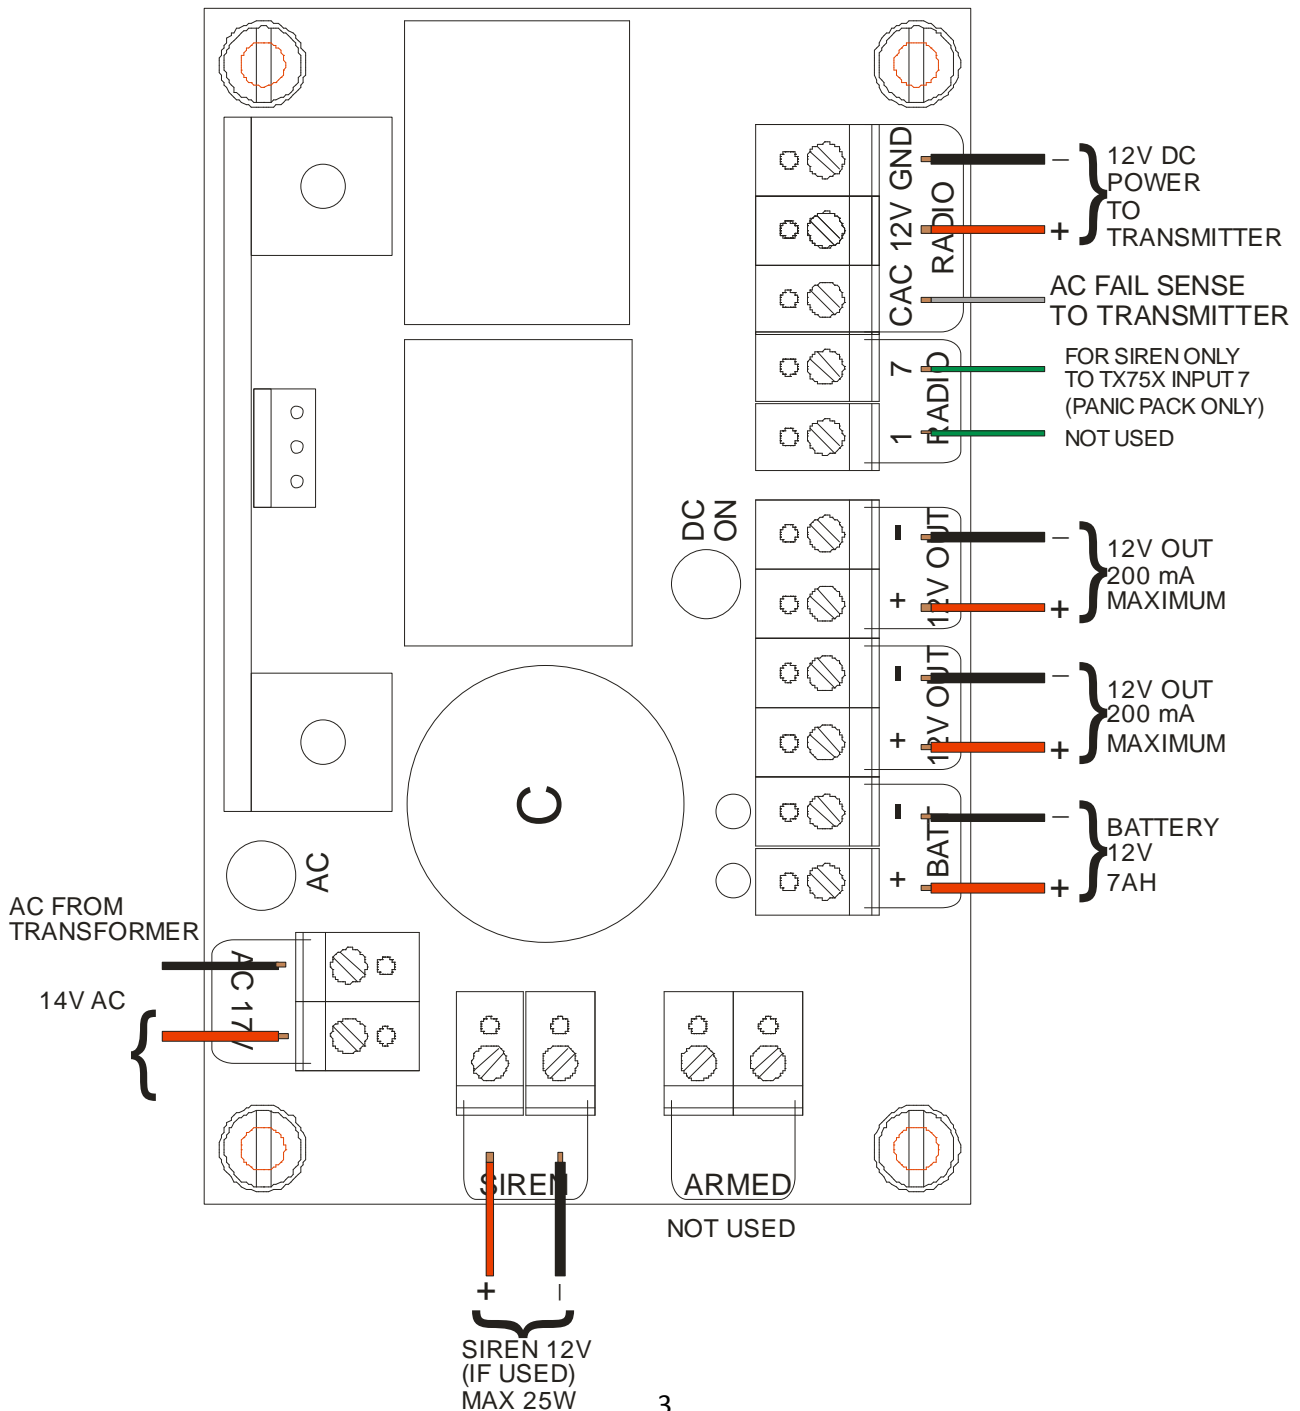 GND
12V
CAC
RADIO
–
+
12V DC
POWER
TO
TRANSMITTER
AC FAIL SENSE
TO TRANSMITTER
7
1
RADIO
FOR SIREN ONLY
TO TX75X INPUT 7
(PANIC PACK ONLY)
NOT USED
DC
ON
-
+
12V OUT
–
+
12V OUT
200 mA
MAXIMUM
-
+
12V OUT
–
+
12V OUT
200 mA
MAXIMUM
C
-
+
BATT
–
+
BATTERY
12V
7AH
AC
AC FROM
TRANSFORMER
14V AC
AC 17V
SIREN
ARMED
NOT USED
+
–
SIREN 12V
(IF USED)
MAX 25W
3